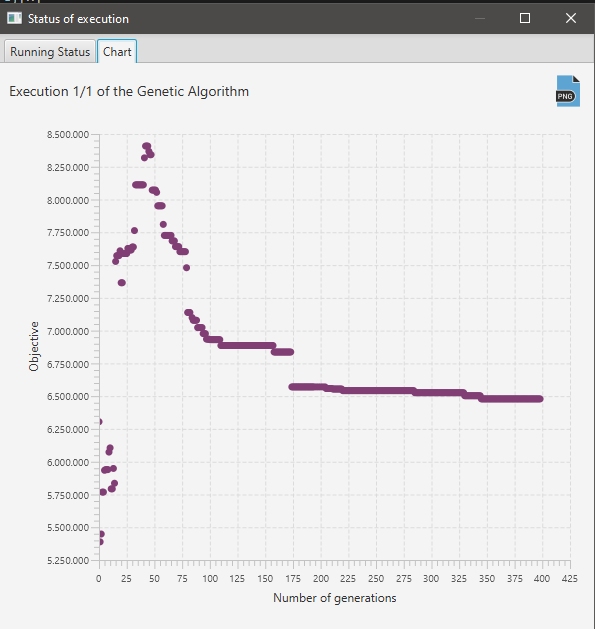 Status of execution
Running Status Chart
Execution 1/1 of the Genetic Algorithm
PNG
8.500.000
8.250.000
8.000.000
7.750.000
7.500.000
7.250.000
7.000.000
6.750.000
6.500.000
6.250.000
6.000.000
5.750.000
5.500.000
5.250.000
Objective
0 25 50 75 100 125 150 175 200 225 250 275 300 325 350 375 400 425
Number of generations